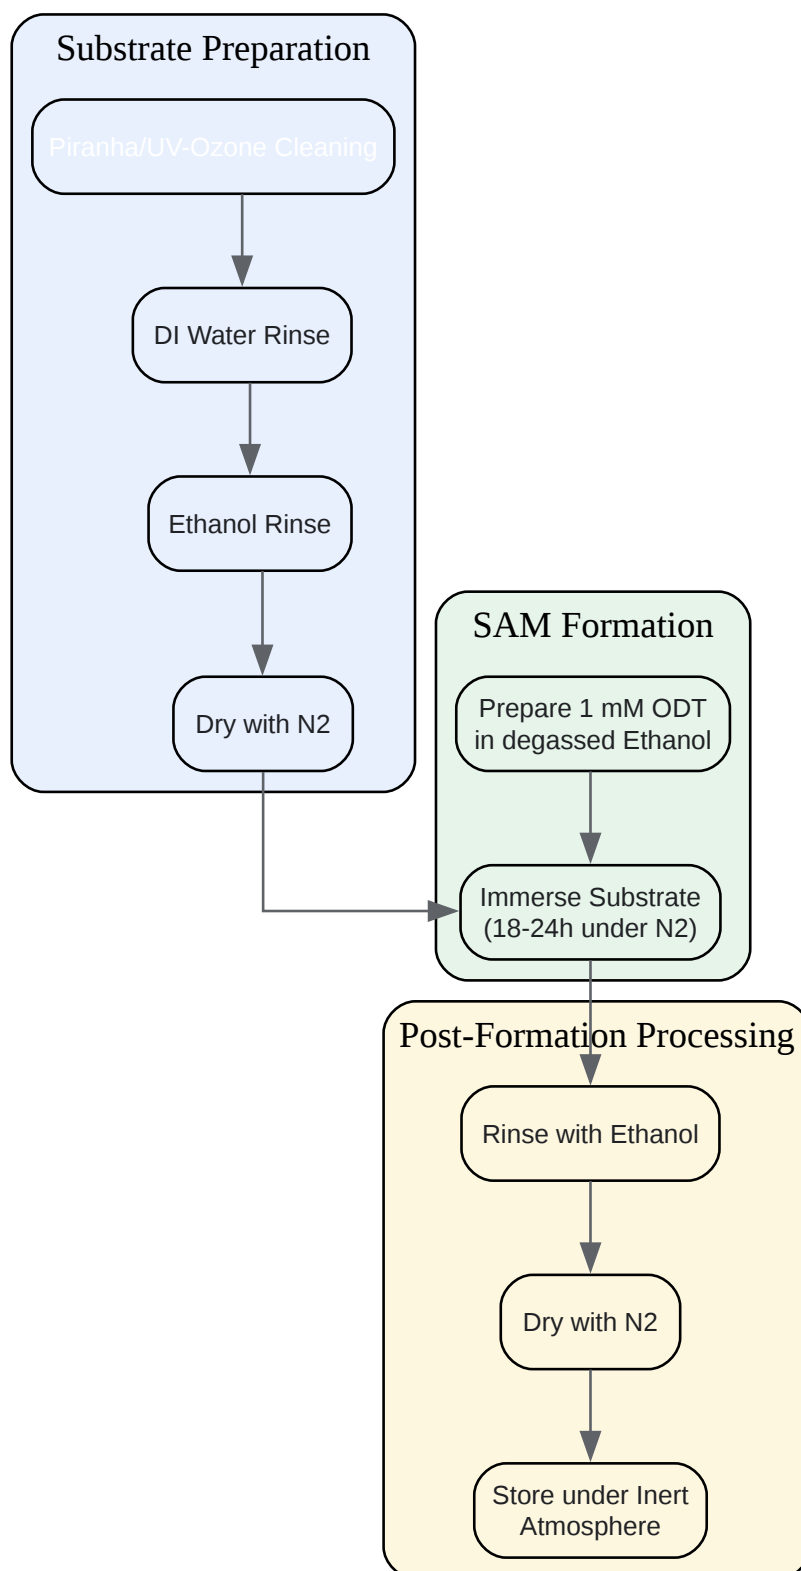 Substrate Preparation
Piranha/UV-Ozone Cleaning
DI Water Rinse
Ethanol Rinse
Dry with N2
SAM Formation
Prepare 1 mM ODT
in degassed Ethanol
Immerse Substrate
(18-24h under N2)
Post-Formation Processing
Rinse with Ethanol
Dry with N2
Store under Inert
Atmosphere